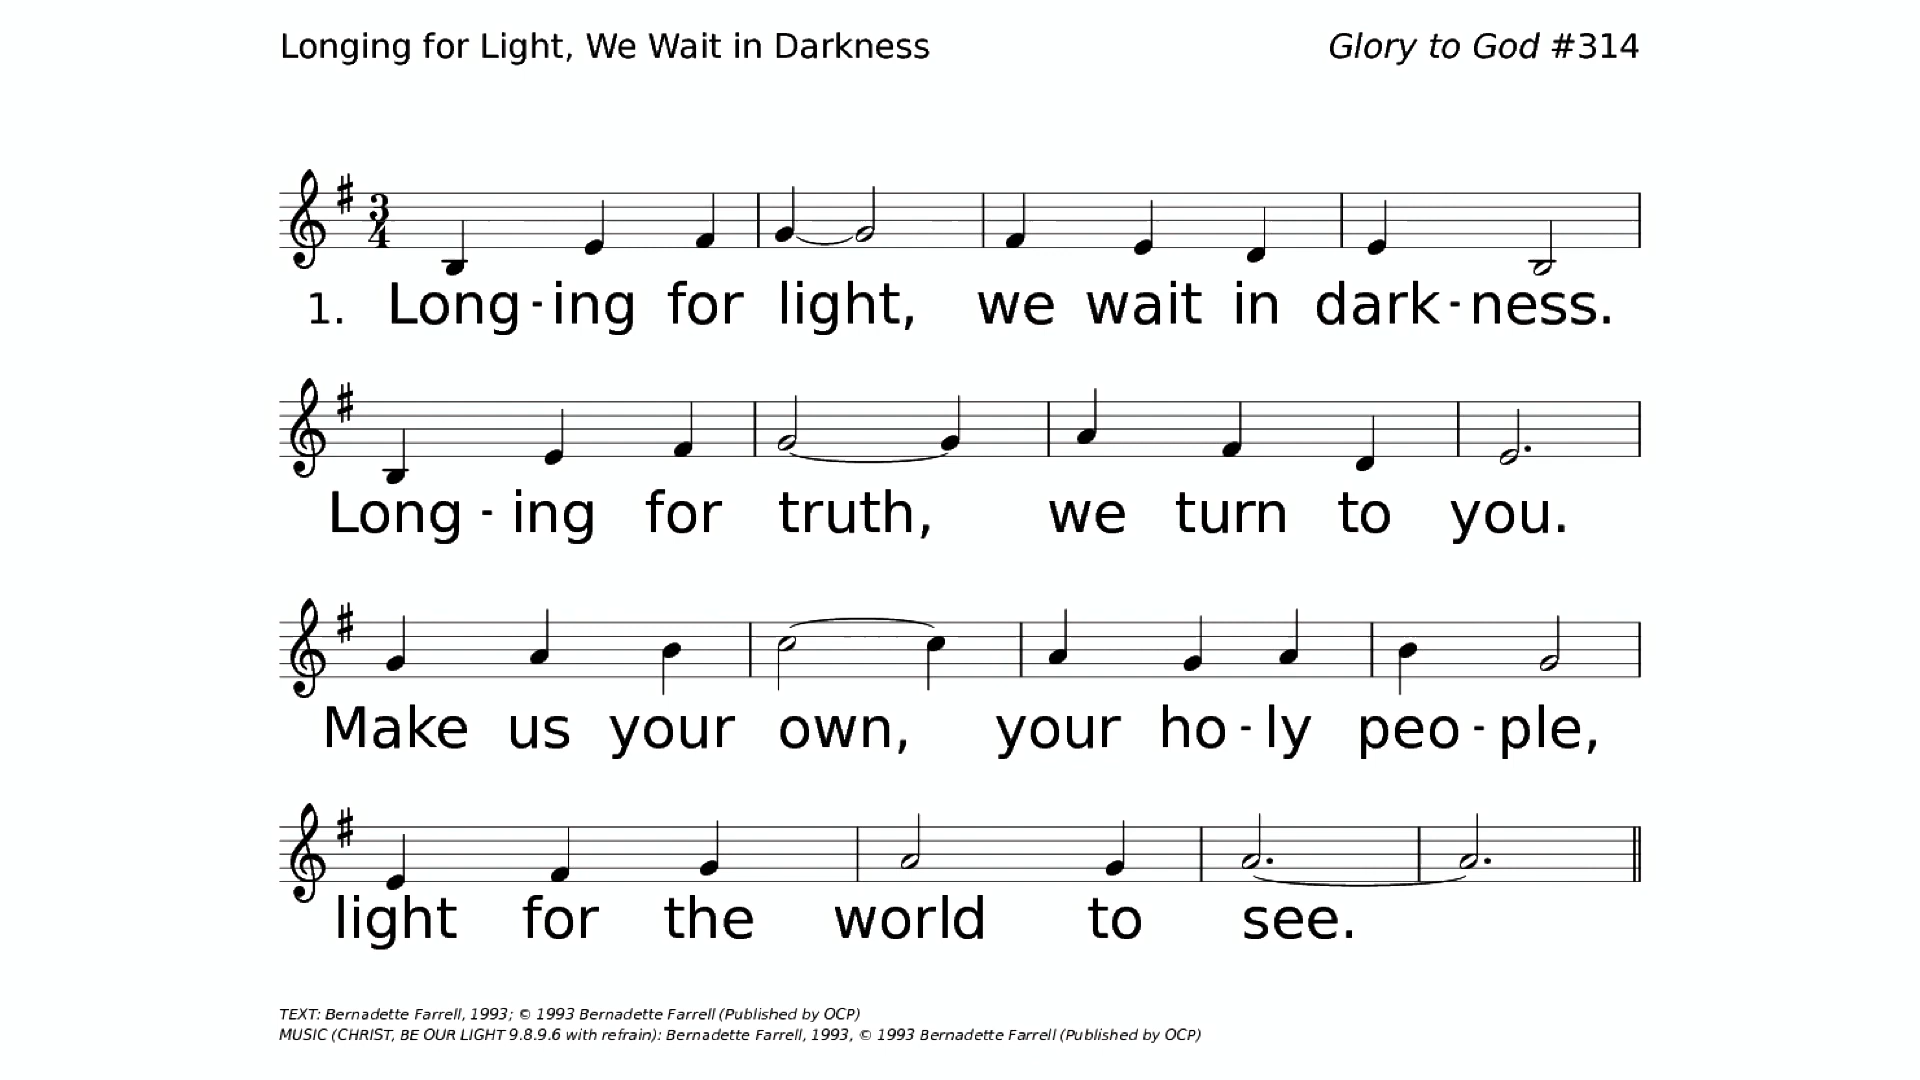 Longing for Light, We Wait in Darkness Glory to God #314
3
4
1. Long - ing for light, we wait in dark - ness.
Long - ing for truth, we turn to you.
Make us your own, your ho - ly peo - ple,
light for the world to see.
TEXT: Bernadette Farrell, 1993; © 1993 Bernadette Farrell (Published by OCP)
MUSIC (CHRIST, BE OUR LIGHT 9.8.9.6 with refrain): Bernadette Farrell, 1993, © 1993 Bernadette Farrell (Published by OCP)